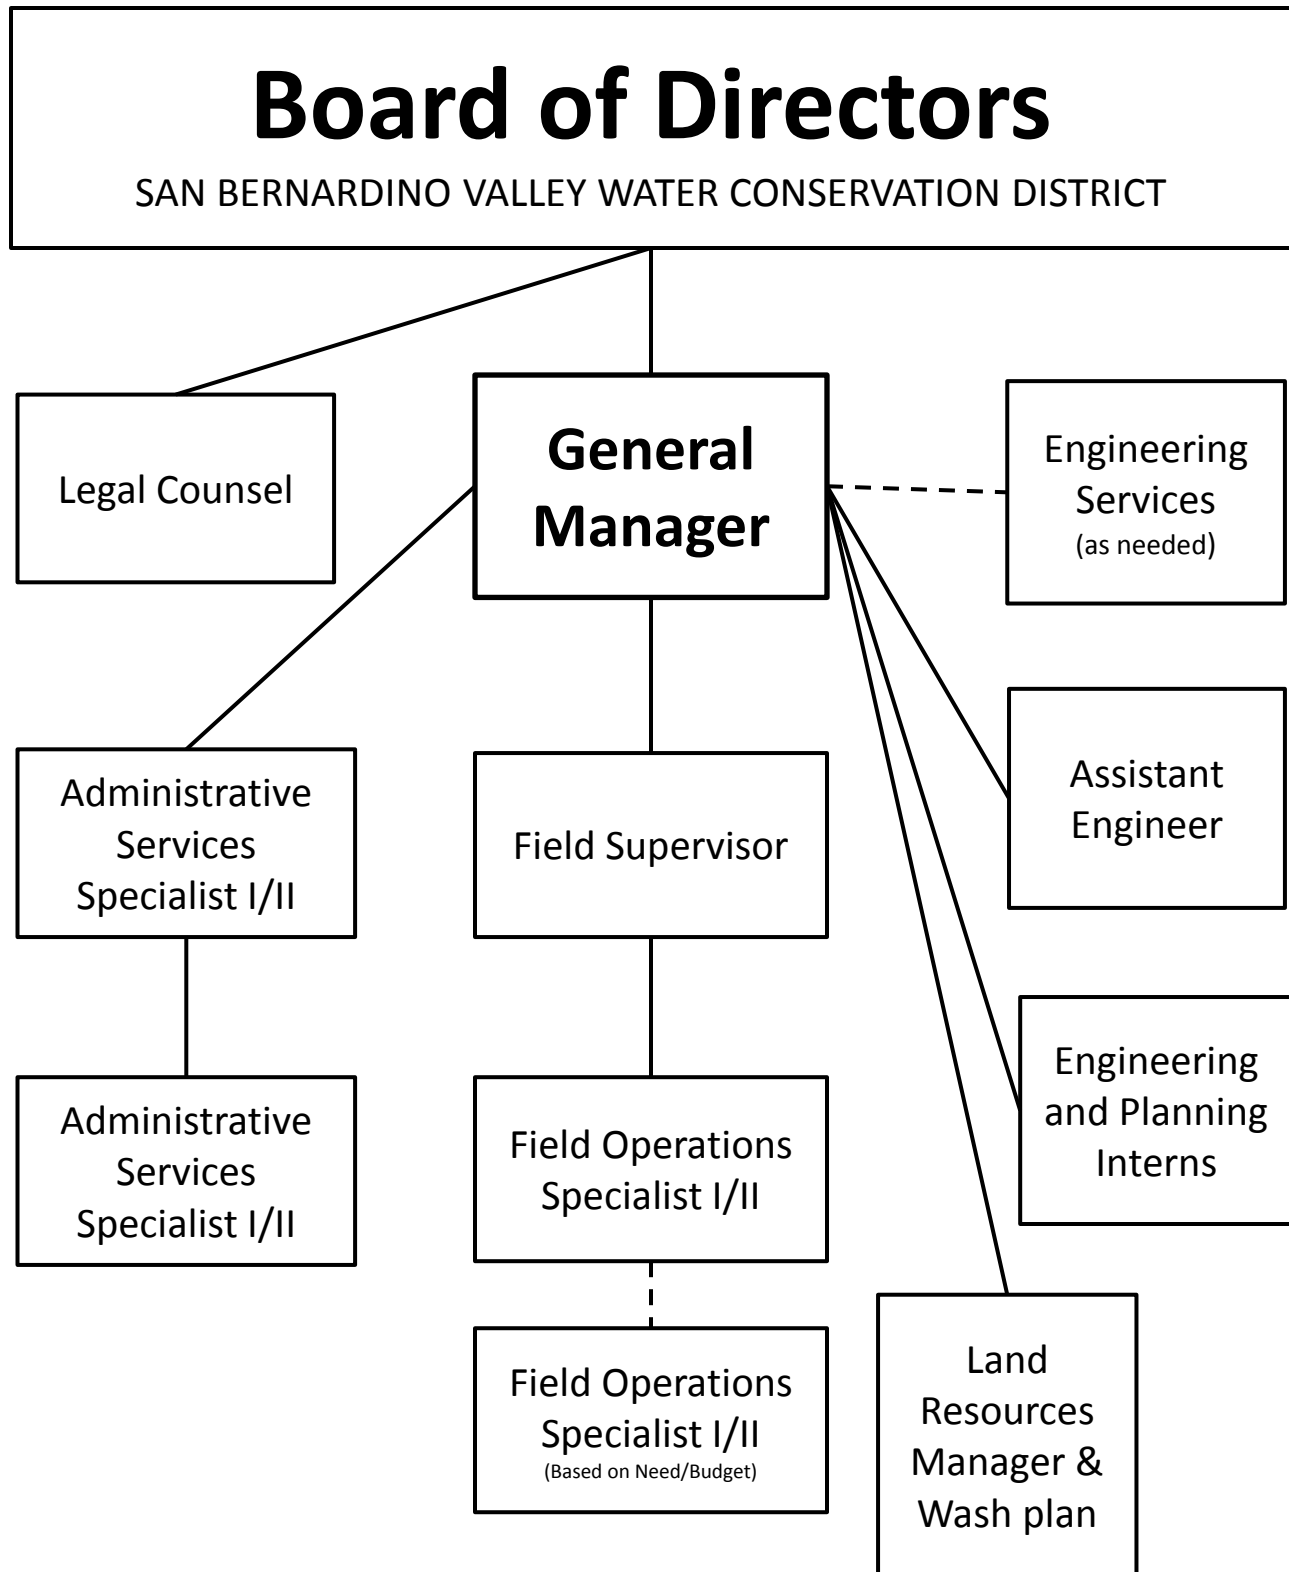 Board of Directors
SAN BERNARDINO VALLEY WATER CONSERVATION DISTRICT
Legal Counsel
General
Manager
Engineering
Services
(as needed)
Administrative
Services
Specialist I/II
Field Supervisor
Assistant
Engineer
Administrative
Services
Specialist I/II
Field Operations
Specialist I/II
Engineering
and Planning
Interns
Field Operations
Specialist I/II
(Based on Need/Budget)
Land
Resources
Manager &
Wash plan